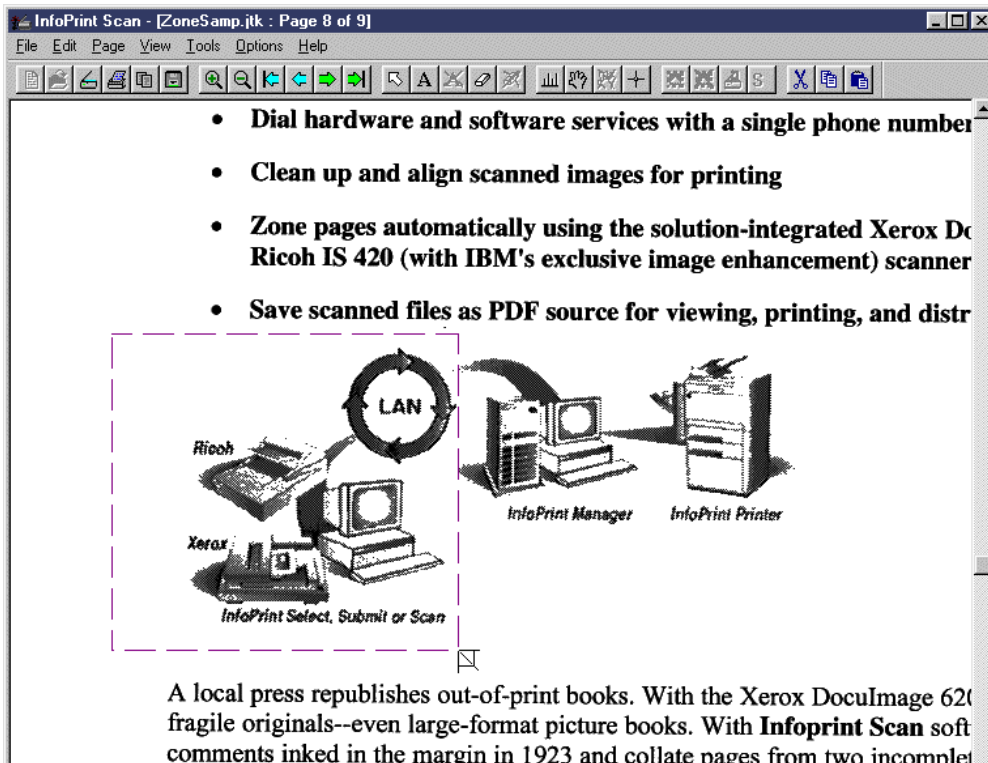 InfoPrint Scan - [ZoneSamp.jtk : Page 8 of 9]
File Edit Page View Tools Options Help
A S
• Dial hardware and software services with a single phone number
• Clean up and align scanned images for printing
• Zone pages automatically using the solution-integrated Xerox Do
Ricoh IS 420 (with IBM's exclusive image enhancement) scanner
• Save scanned files as PDF source for viewing, printing, and distr
LAN
Ricoh
InfoPrint Manager InfoPrint Printer
Xerox
InfoPrint Select, Submit or Scan
A local press republishes out-of-print books. With the Xerox DocuImage 620
fragile originals--even large-format picture books. With Infoprint Scan soft
comments inked in the margin in 1923 and collate pages from two incomplet